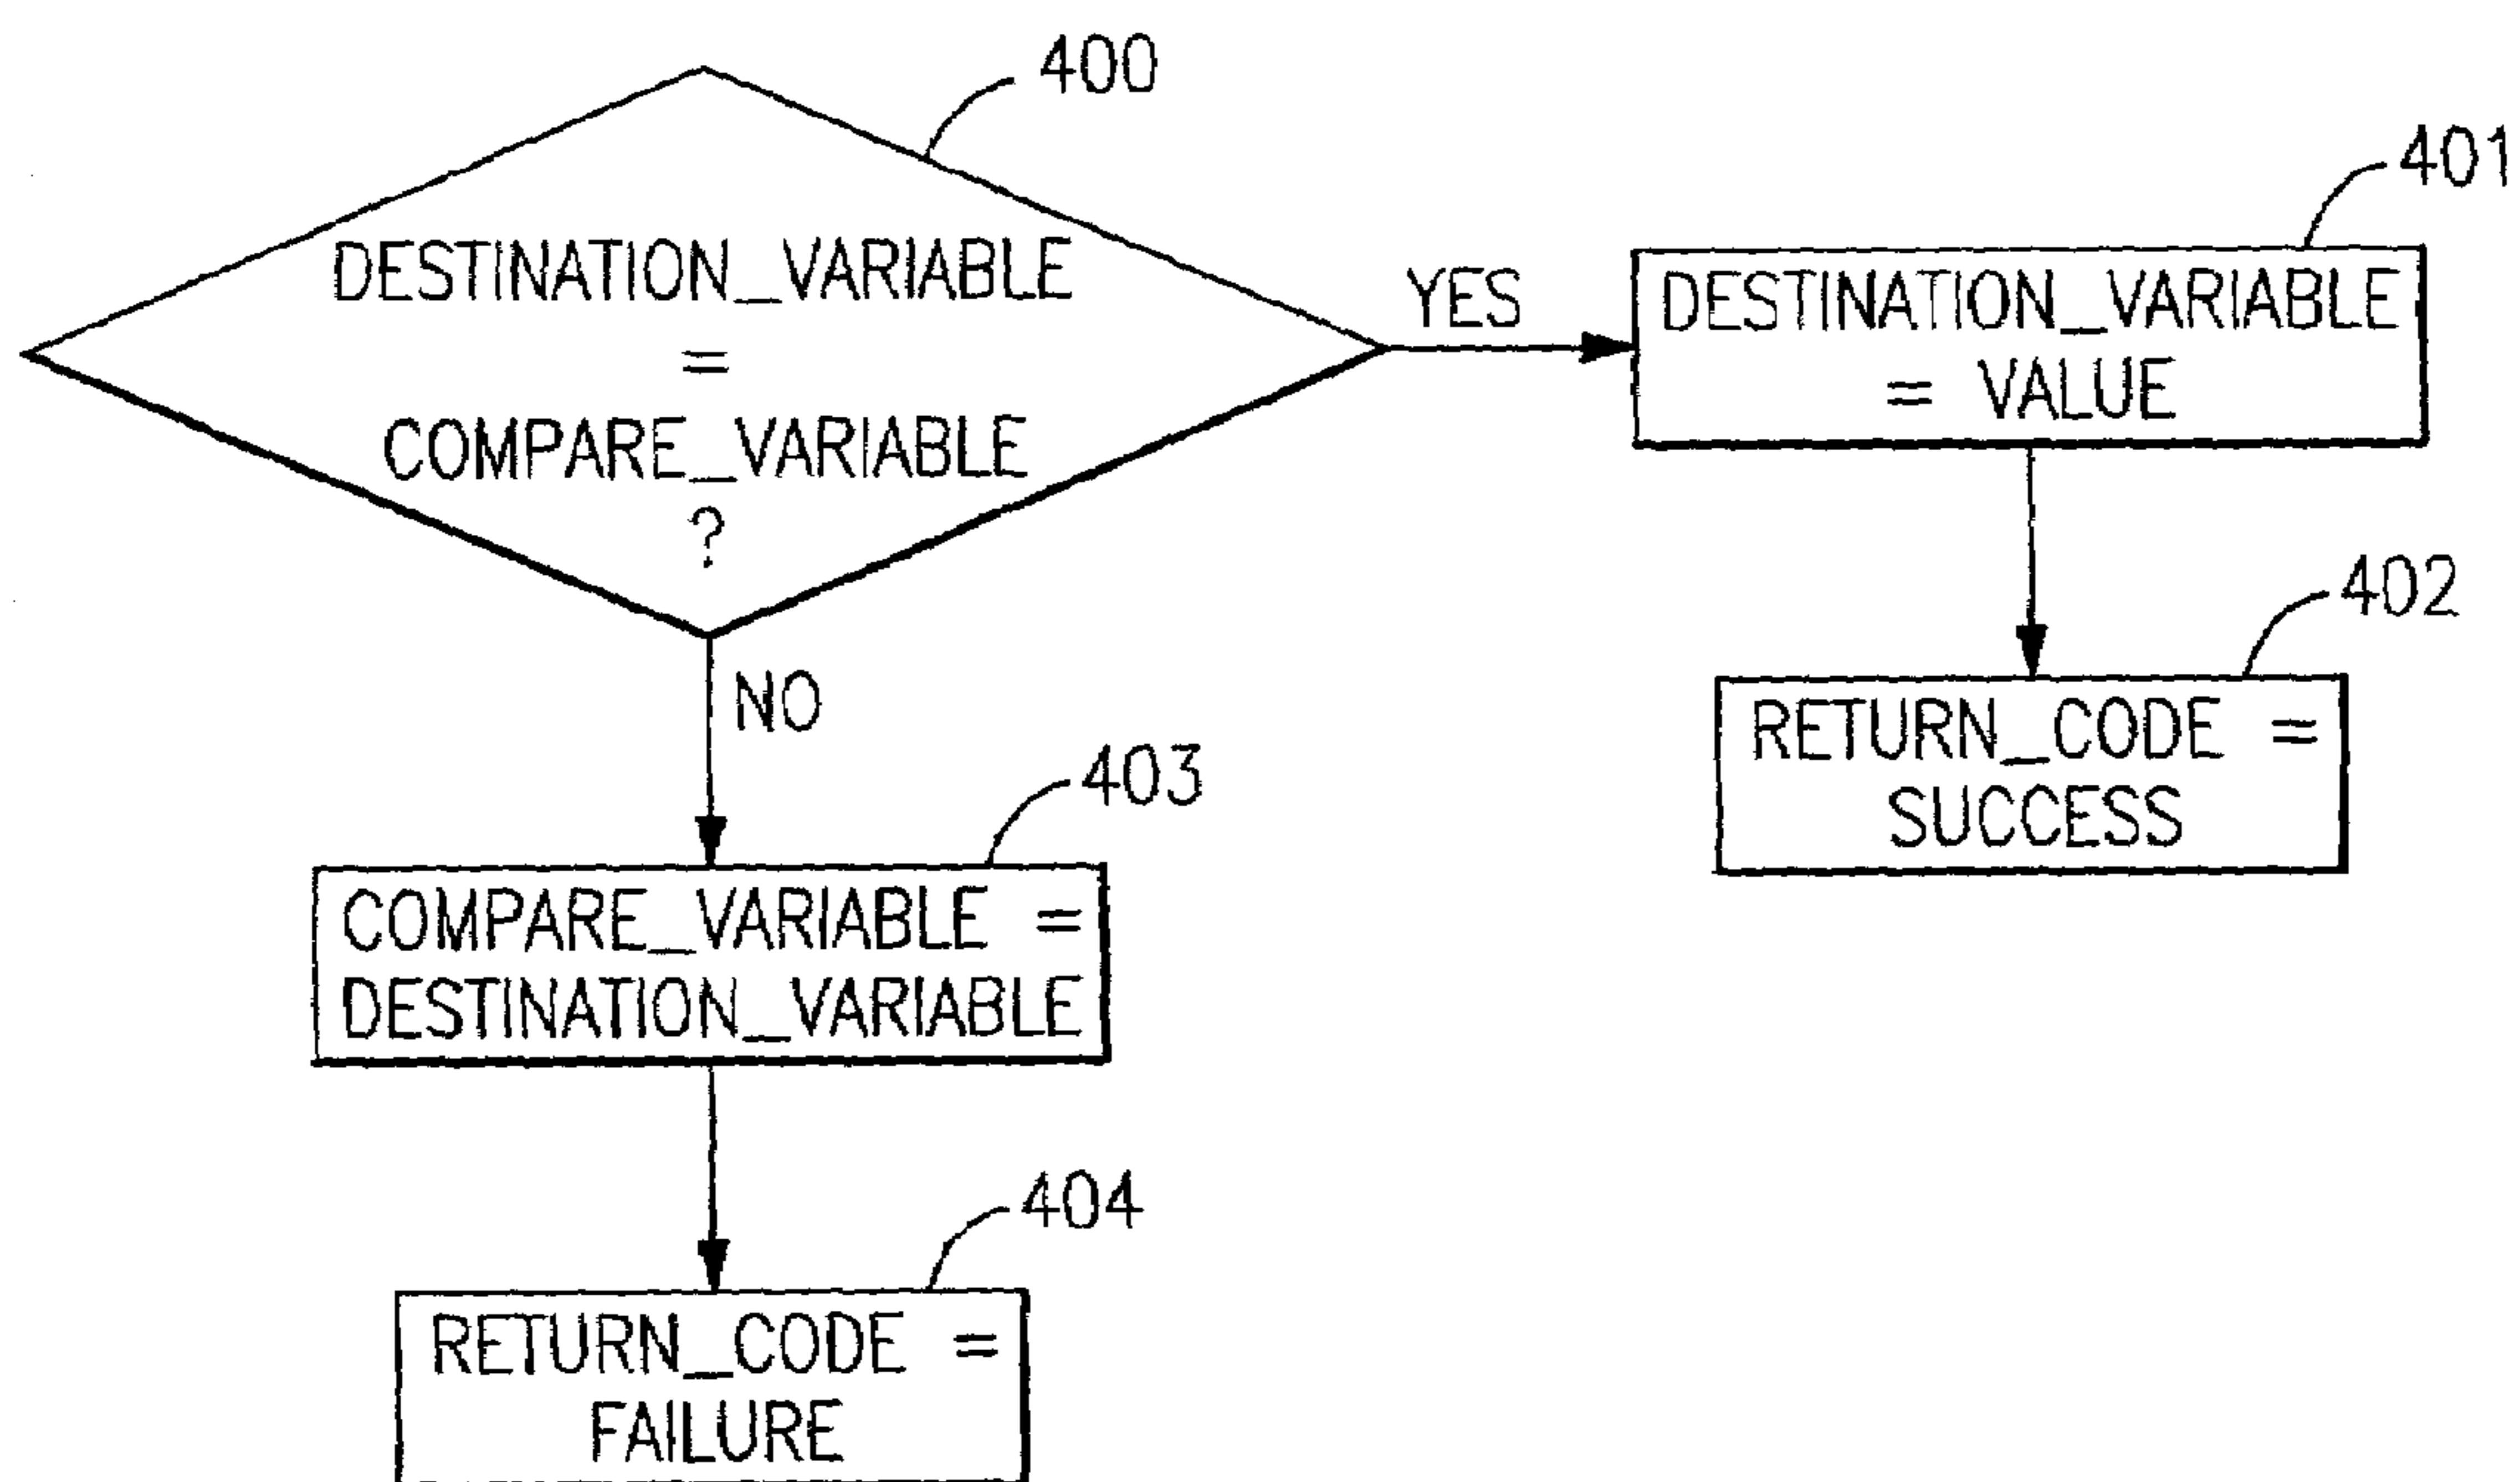 400
DESTINATION_VARIABLE
=
COMPARE_VARIABLE
?
YES
401
DESTINATION_VARIABLE
= VALUE
402
RETURN_CODE =
SUCCESS
NO
403
COMPARE_VARIABLE =
DESTINATION_VARIABLE
404
RETURN_CODE =
FAILURE